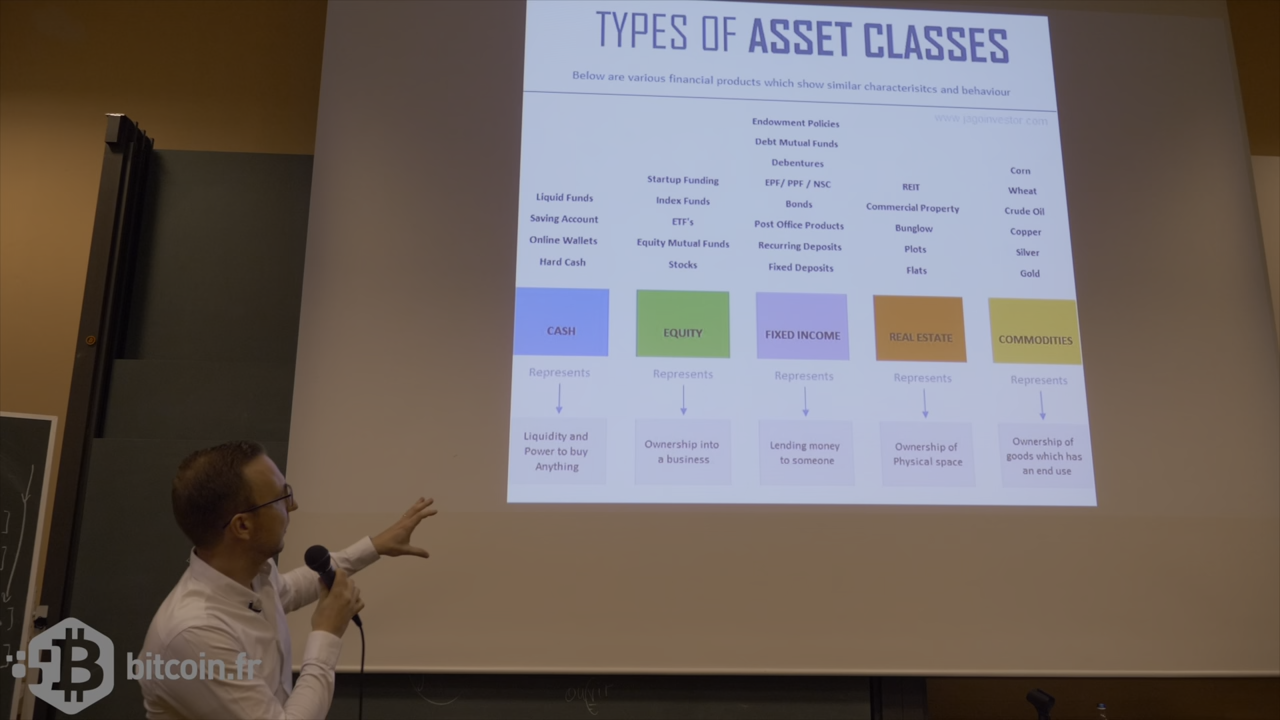 TYPES OF ASSET CLASSES
Below are various financial products which show similar characterisitcs and behaviour
www.jagoinvestor.com
Liquid Funds
Saving Account
Online Wallets
Hard Cash
CASH
Represents
Liquidity and
Power to buy
Anything
Startup Funding
Index Funds
ETF's
Equity Mutual Funds
Stocks
EQUITY
Represents
Ownership into
a business
Endowment Policies
Debt Mutual Funds
Debentures
EPF/ PPF / NSC
Bonds
Post Office Products
Recurring Deposits
Fixed Deposits
FIXED INCOME
Represents
Lending money
to someone
REIT
Commercial Property
Bunglow
Plots
Flats
REAL ESTATE
Represents
Ownership of
Physical space
Corn
Wheat
Crude Oil
Copper
Silver
Gold
COMMODITIES
Represents
Ownership of
goods which has
an end use
bitcoin.fr